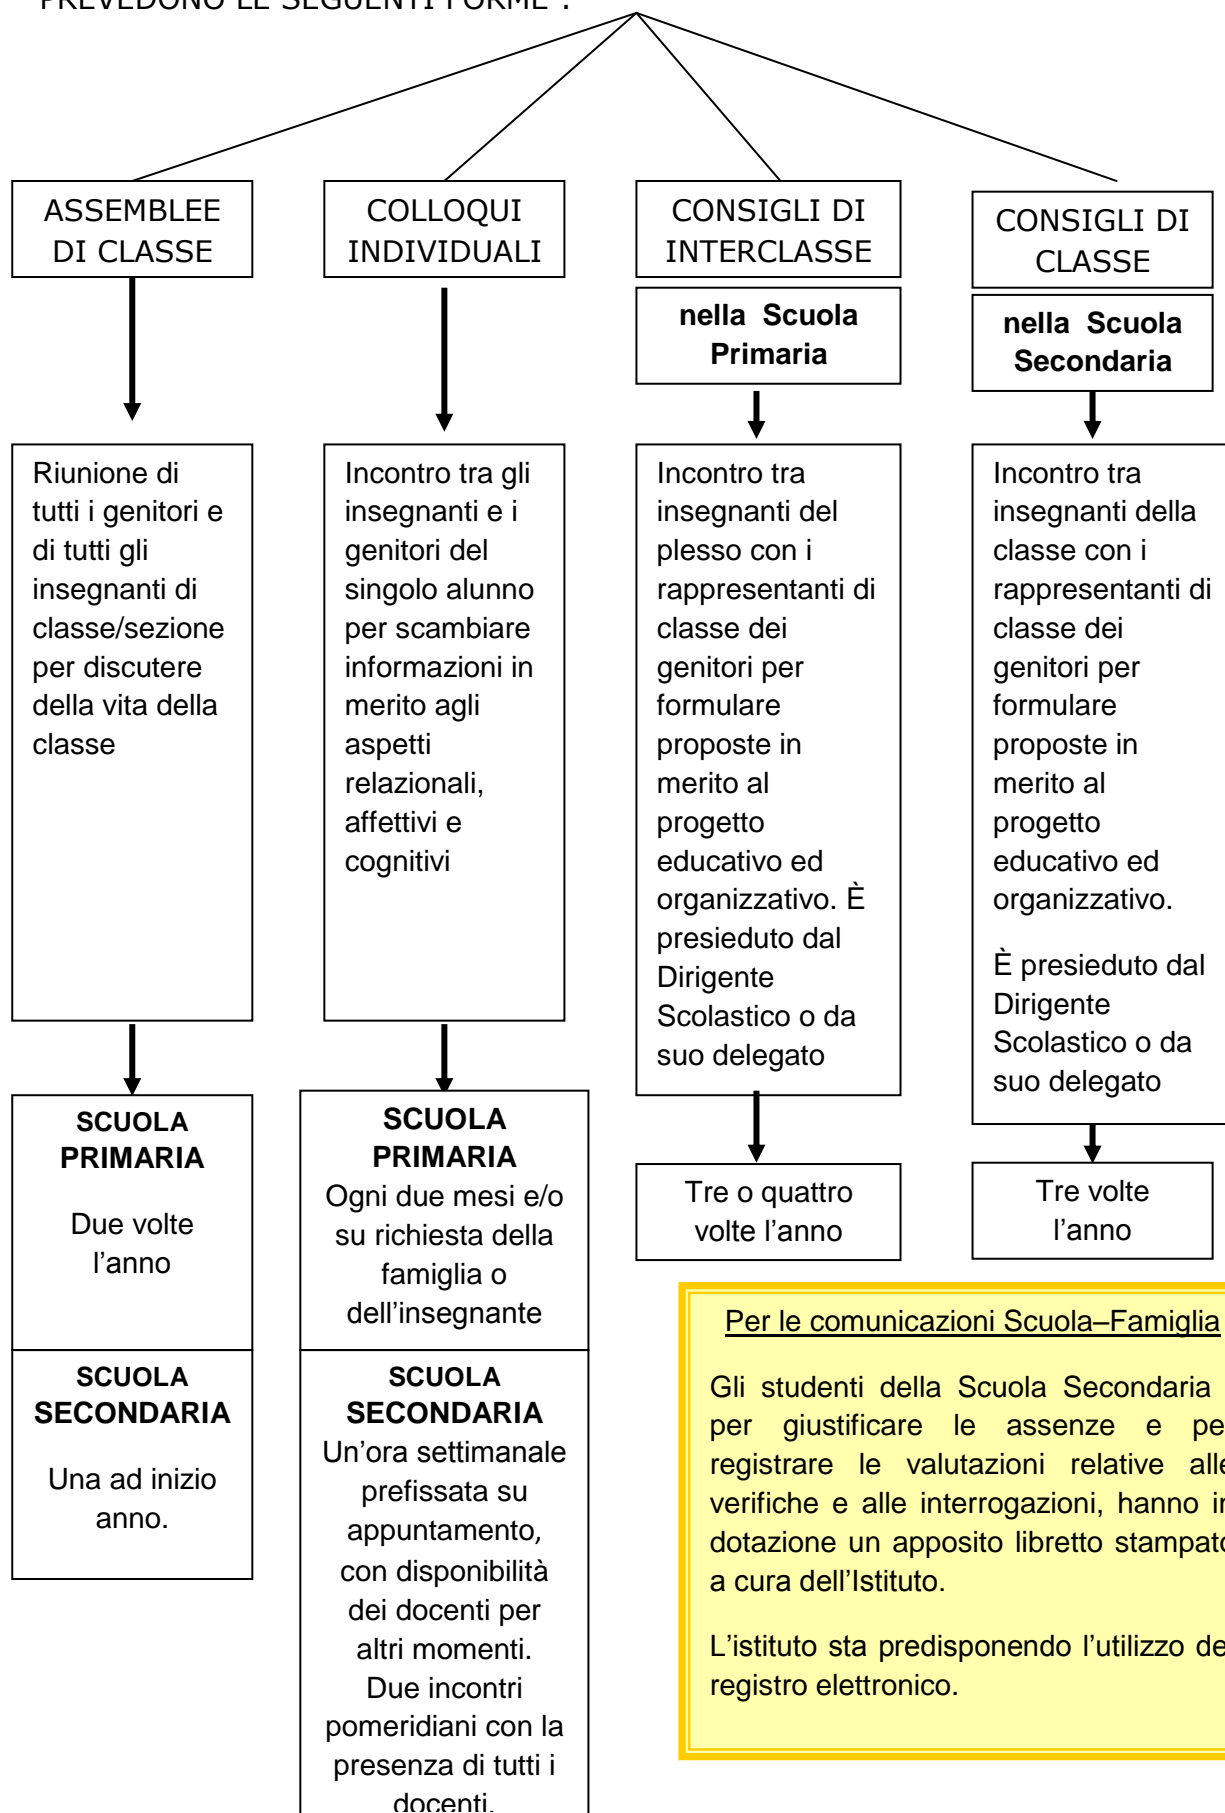 PREVEDONO LE SEGUENTI FORME :
ASSEMBLEE
DI CLASSE
COLLOQUI
INDIVIDUALI
CONSIGLI DI
INTERCLASSE
nella Scuola
Primaria
CONSIGLI DI
CLASSE
nella Scuola
Secondaria
Riunione di
tutti i genitori e
di tutti gli
insegnanti di
classe/sezione
per discutere
della vita della
classe
Incontro tra gli
insegnanti e i
genitori del
singolo alunno
per scambiare
informazioni in
merito agli
aspetti
relazionali,
affettivi e
cognitivi
Incontro tra
insegnanti del
plesso con i
rappresentanti di
classe dei
genitori per
formulare
proposte in
merito al
progetto
educativo ed
organizzativo. È
presieduto dal
Dirigente
Scolastico o da
suo delegato
Incontro tra
insegnanti della
classe con i
rappresentanti di
classe dei
genitori per
formulare
proposte in
merito al
progetto
educativo ed
organizzativo.
È presieduto dal
Dirigente
Scolastico o da
suo delegato
SCUOLA
PRIMARIA
Due volte
l’anno
SCUOLA
SECONDARIA
Una ad inizio
anno.
SCUOLA
PRIMARIA
Ogni due mesi e/o
su richiesta della
famiglia o
dell’insegnante
SCUOLA
SECONDARIA
Un’ora settimanale
prefissata su
appuntamento,
con disponibilità
dei docenti per
altri momenti.
Due incontri
pomeridiani con la
presenza di tutti i
docenti.
Tre o quattro
volte l’anno
Tre volte
l’anno
Per le comunicazioni Scuola–Famiglia
Gli studenti della Scuola Secondaria
per giustificare le assenze e pe
registrare le valutazioni relative alle
verifiche e alle interrogazioni, hanno in
dotazione un apposito libretto stampato
a cura dell’Istituto.
L’istituto sta predisponendo l’utilizzo de
registro elettronico.